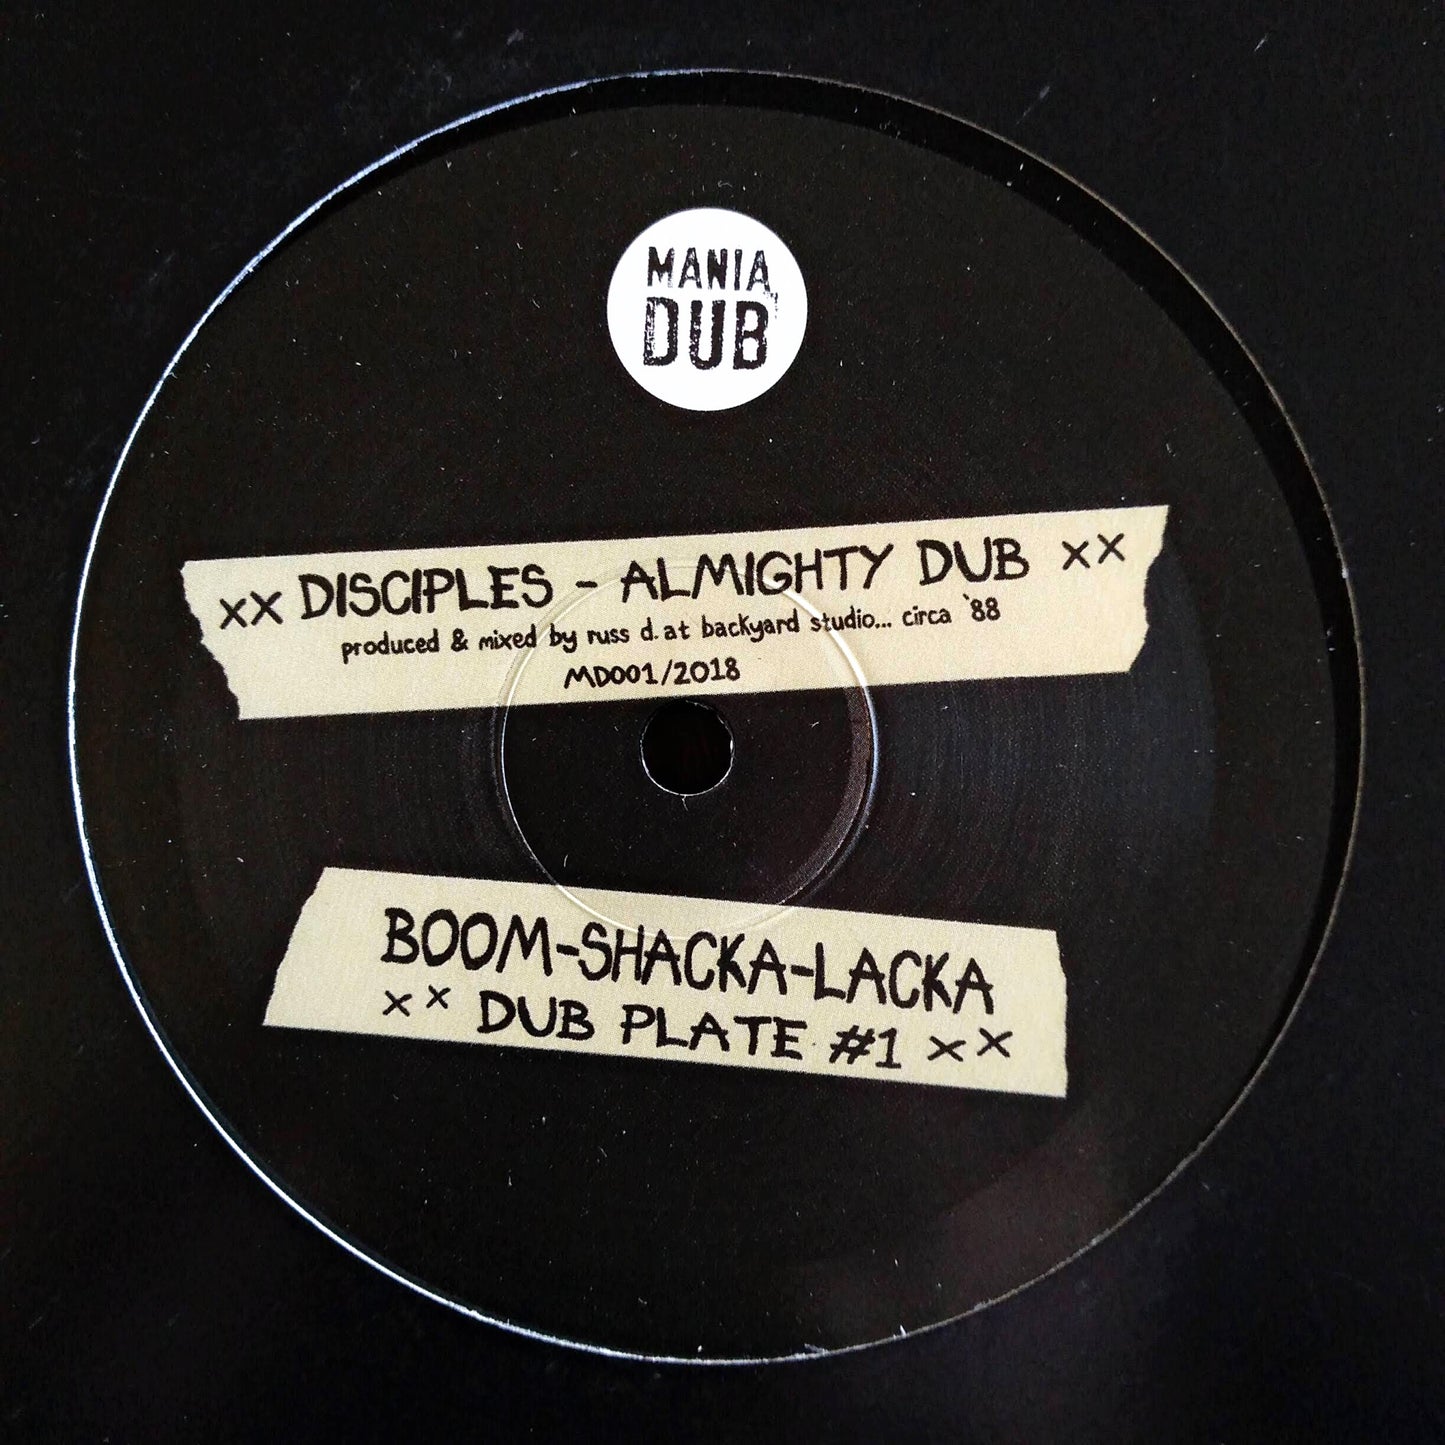 MANIA
DUB
xx DISCIPLES - ALMIGHTY DUB xx
produced & mixed by russ d. at backyard studio... circa `88
MD001/2018
BOOM-SHACKA-LACKA
xx DUB PLATE #1 xx